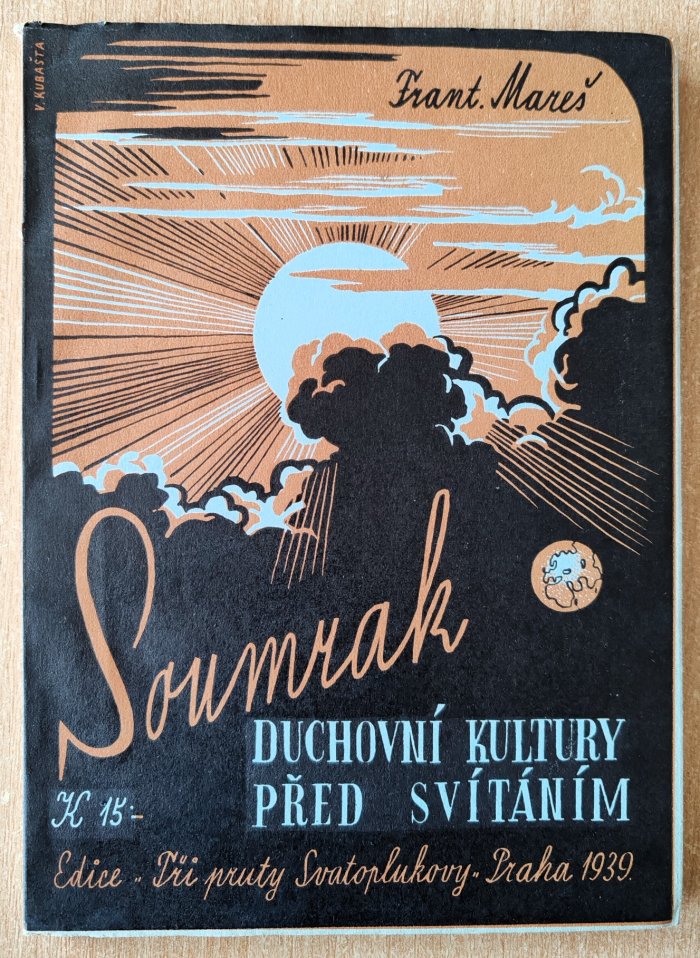 V. KUBAŠTA
Frant. Mareš
Soumrak
DUCHOVNÍ KULTURY
PŘED SVÍTÁNÍM
K 15·-
Edice „Tři pruty Svatoplukovy„ Praha 1939.